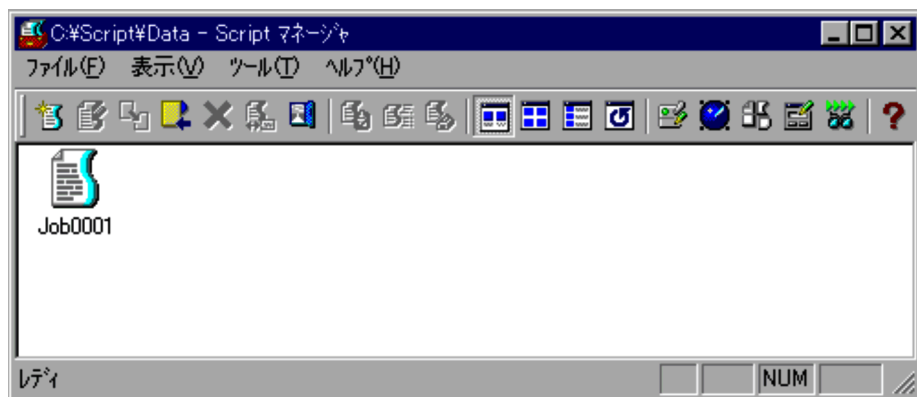 C:¥Script¥Data - Script ﾏﾈｰｼﾞｬ
ﾌｧｲﾙ(F) 表示(V) ﾂｰﾙ(T) ﾍﾙﾌﾟ(H)
Job0001
ﾚﾃﾞｨ NUM